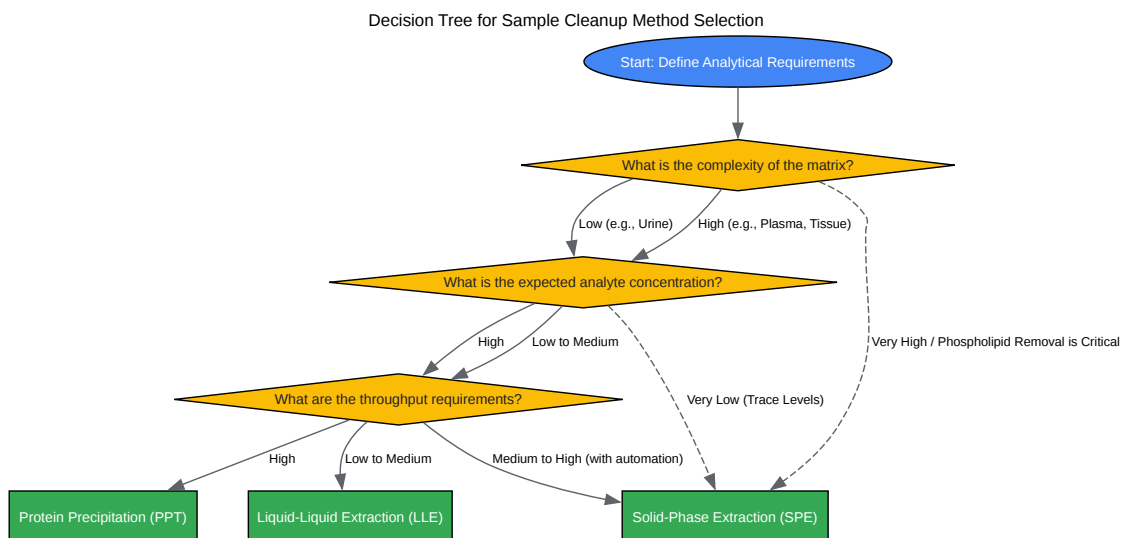 Decision Tree for Sample Cleanup Method Selection
Start: Define Analytical Requirements
What is the complexity of the matrix?
Low (e.g., Urine)
High (e.g., Plasma, Tissue)
What is the expected analyte concentration?
High
Low to Medium
Very High / Phospholipid Removal is Critical
What are the throughput requirements?
Very Low (Trace Levels)
High
Low to Medium
Medium to High (with automation)
Protein Precipitation (PPT)
Liquid-Liquid Extraction (LLE)
Solid-Phase Extraction (SPE)